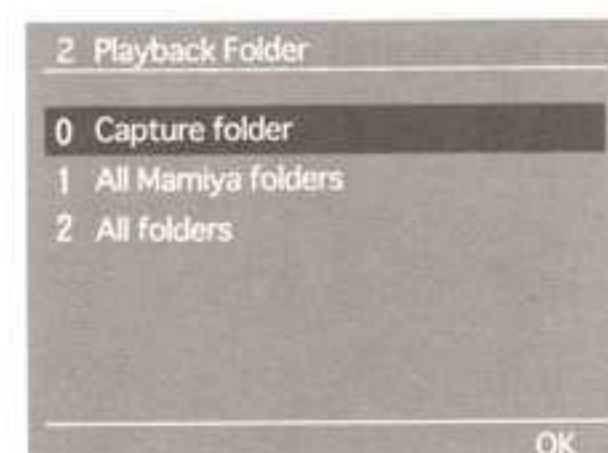 2 Playback Folder
0 Capture folder
1 All Mamiya folders
2 All folders
OK